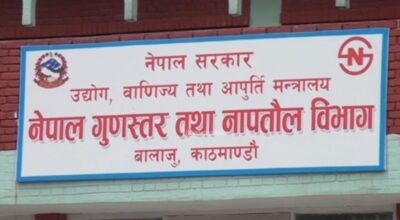 नेपाल सरकार
उद्योग, वाणिज्य तथा आपुर्ति मन्त्रालय
नेपाल गुणस्तर तथा नापतौल विभाग
बालाजु, काठमाण्डौ